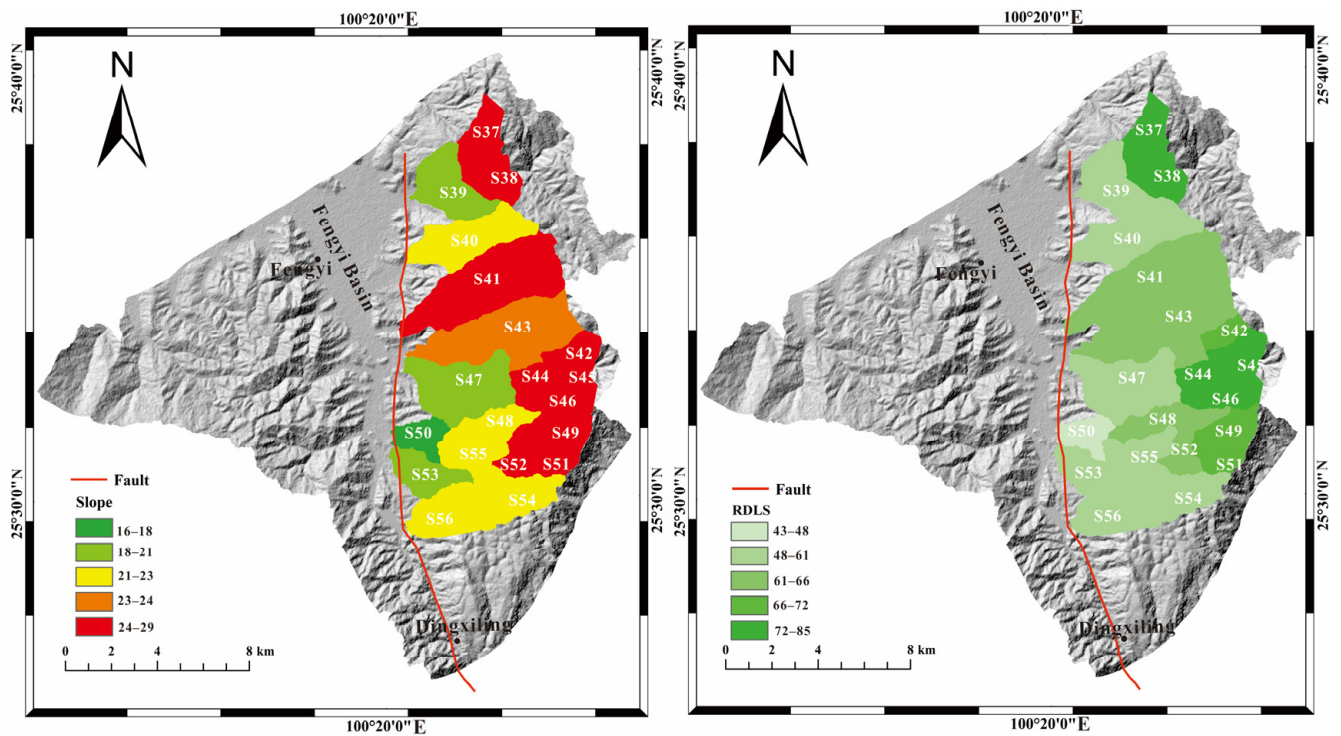 100°20'0"E
25°40'0"N
25°40'0"N
N
S37
S38
S39
S40
S41
S43
S42
S47
S44
S45
S46
S48
S50
S49
S55
S52
S51
S53
S54
S56
Fengyi Basin
Fengyi
Dingxiling
25°30'0"N
25°30'0"N
Fault
Slope
16–18
18–21
21–23
23–24
24–29
0 2 4 8 km
100°20'0"E
100°20'0"E
25°40'0"N
25°40'0"N
N
S37
S38
S39
S40
S41
S43
S42
S45
S47
S44
S46
S48
S50
S49
S52
S55
S51
S53
S54
S56
Fengyi Basin
Fengyi
Dingxiling
25°30'0"N
25°30'0"N
Fault
RDLS
43–48
48–61
61–66
66–72
72–85
0 2 4 8 km
100°20'0"E